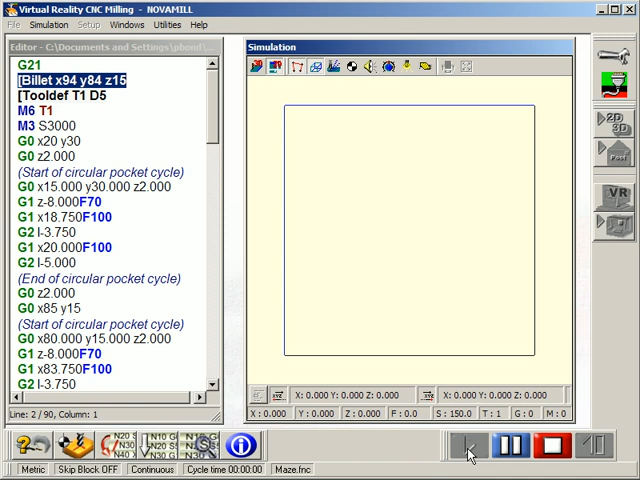 Virtual Reality CNC Milling - NOVAMILL
File Simulation Setup Windows Utilities Help
Editor - C:\Documents and Settings\pbond\
G21
[Billet x94 y84 z15
[Tooldef T1 D5
M6 T1
M3 S3000
G0 x20 y30
G0 z2.000
(Start of circular pocket cycle)
G0 x15.000 y30.000 z2.000
G1 z-8.000F70
G1 x18.750F100
G2 I-3.750
G1 x20.000F100
G2 I-5.000
(End of circular pocket cycle)
G0 z2.000
G0 x85 y15
(Start of circular pocket cycle)
G0 x80.000 y15.000 z2.000
G1 z-8.000F70
G1 x83.750F100
G2 I-3.750
Line: 2 / 90, Column: 1
Simulation
X: 0.000 Y: 0.000 Z: 0.000
X: 0.000 Y: 0.000 Z: 0.000
X: 0.000 Y: 0.000 Z: 0.000 F: 0.0 S: 150.0 T: 1 G: 0 M: 0
2D
3D
Post
VR
Metric Skip Block OFF Continuous Cycle time 00:00:00 Maze.fnc